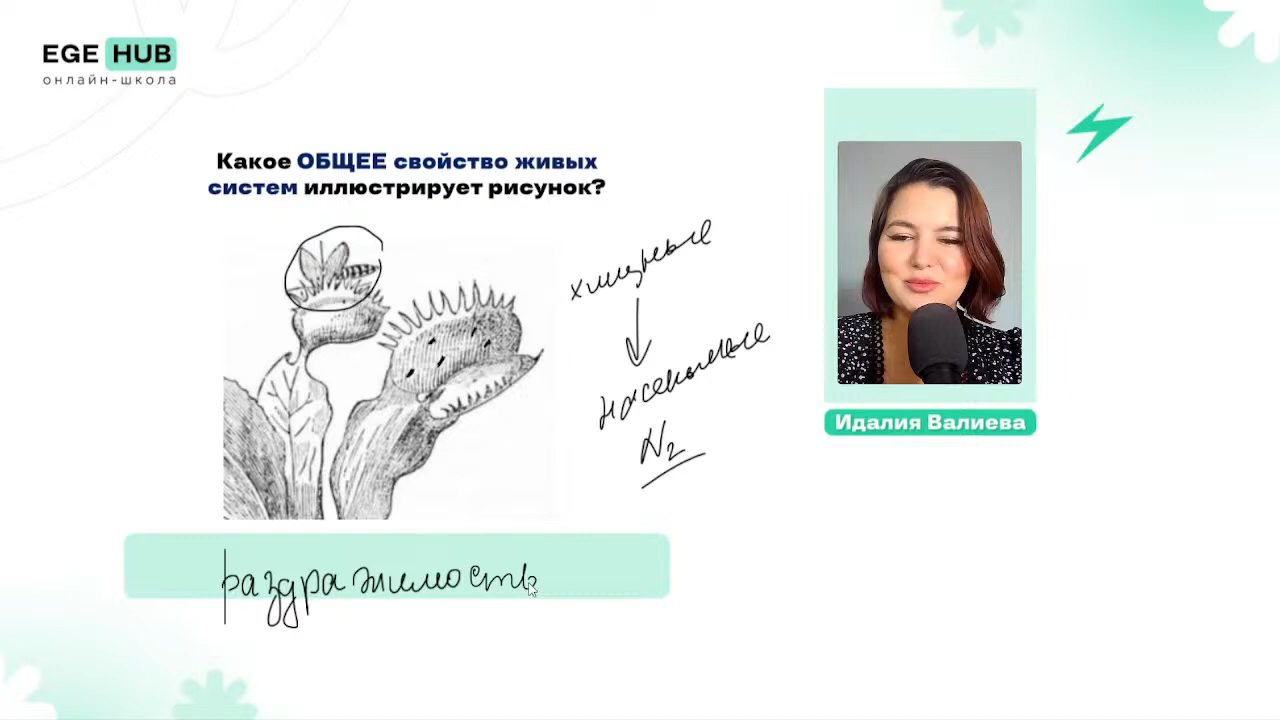 EGE HUB
онлайн-школа
Какое ОБЩЕЕ свойство живых
систем иллюстрирует рисунок?
хищные
насекомые
N2
раздражимость
Идалия Валиева